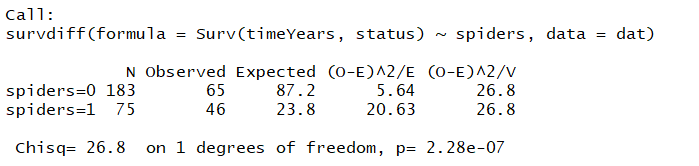 Call:
survdiff(formula = Surv(timeYears, status) ~ spiders, data = dat)
N Observed Expected (O-E)^2/E (O-E)^2/V
spiders=0 183 65 87.2 5.64 26.8
spiders=1 75 46 23.8 20.63 26.8
Chisq= 26.8 on 1 degrees of freedom, p= 2.28e-07